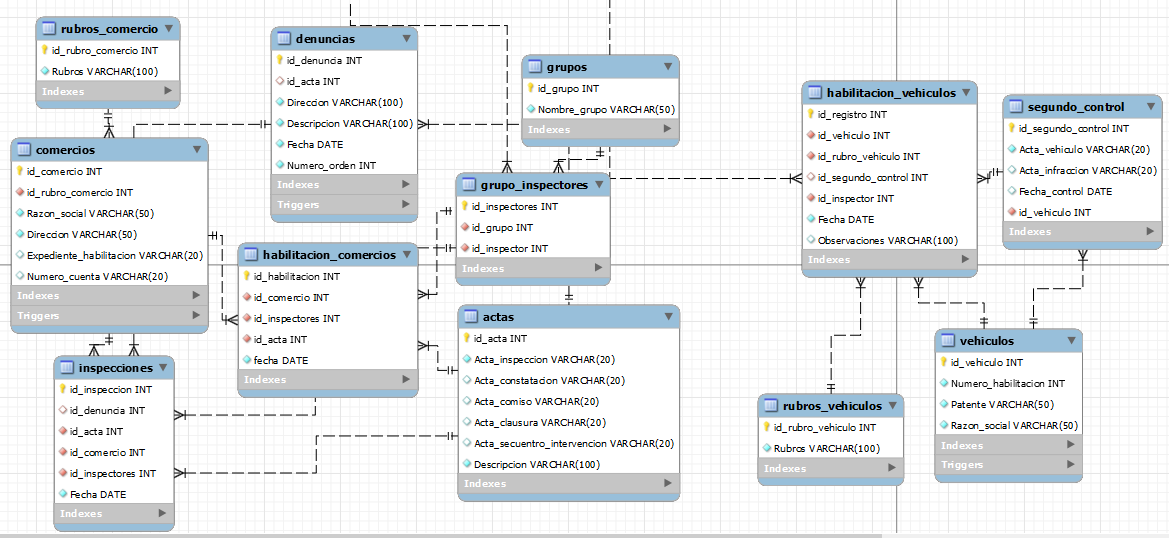 rubros_comercio
id_rubro_comercio INT
Rubros VARCHAR(100)
Indexes
denuncias
id_denuncia INT
id_acta INT
Direccion VARCHAR(100)
Descripcion VARCHAR(100)
Fecha DATE
Numero_orden INT
Indexes
Triggers
grupos
id_grupo INT
Nombre_grupo VARCHAR(50)
Indexes
habilitacion_vehiculos
id_registro INT
id_vehiculo INT
id_rubro_vehiculo INT
id_segundo_control INT
id_inspector INT
Fecha DATE
Observaciones VARCHAR(100)
Indexes
segundo_control
id_segundo_control INT
Acta_vehiculo VARCHAR(20)
Acta_infraccion VARCHAR(20)
Fecha_control DATE
id_vehiculo INT
Indexes
comercios
id_comercio INT
id_rubro_comercio INT
Razon_social VARCHAR(50)
Direccion VARCHAR(50)
Expediente_habilitacion VARCHAR(20)
Numero_cuenta VARCHAR(20)
Indexes
Triggers
grupo_inspectores
id_inspectores INT
id_grupo INT
id_inspector INT
Indexes
habilitacion_comercios
id_habilitacion INT
id_comercio INT
id_inspectores INT
id_acta INT
fecha DATE
Indexes
actas
id_acta INT
Acta_inspeccion VARCHAR(20)
Acta_constatacion VARCHAR(20)
Acta_comiso VARCHAR(20)
Acta_clausura VARCHAR(20)
Acta_secuentro_intervencion VARCHAR(20)
Descripcion VARCHAR(100)
Indexes
vehiculos
id_vehiculo INT
Numero_habilitacion INT
Patente VARCHAR(50)
Razon_social VARCHAR(50)
Indexes
Triggers
inspecciones
id_inspeccion INT
id_denuncia INT
id_acta INT
id_comercio INT
id_inspectores INT
Fecha DATE
Indexes
rubros_vehiculos
id_rubro_vehiculo INT
Rubros VARCHAR(100)
Indexes